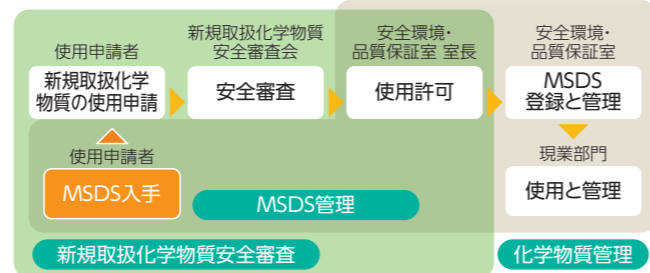 使用申請者
新規取扱化学
物質の使用申請
新規取扱化学物質
安全審査会
安全審査
安全環境・
品質保証室 室長
使用許可
安全環境・
品質保証室
MSDS
登録と管理
使用申請者
MSDS入手
MSDS管理
現業部門
使用と管理
新規取扱化学物質安全審査
化学物質管理